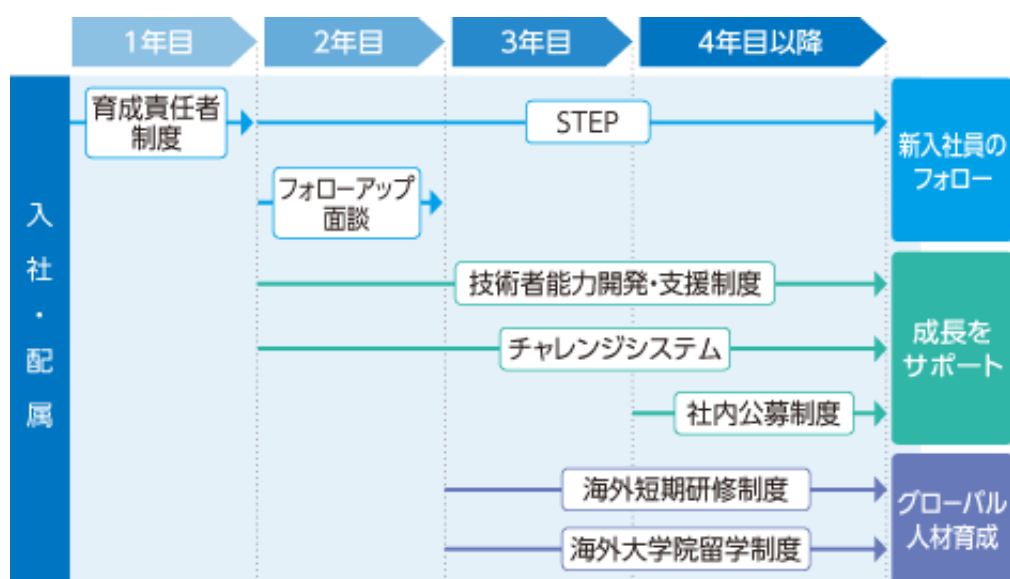 1年目
2年目
3年目
4年目以降
入社・配属
育成責任者
制度
STEP
新入社員の
フォロー
フォローアップ
面談
技術者能力開発・支援制度
チャレンジシステム
成長を
サポート
社内公募制度
海外短期研修制度
グローバル
人材育成
海外大学院留学制度